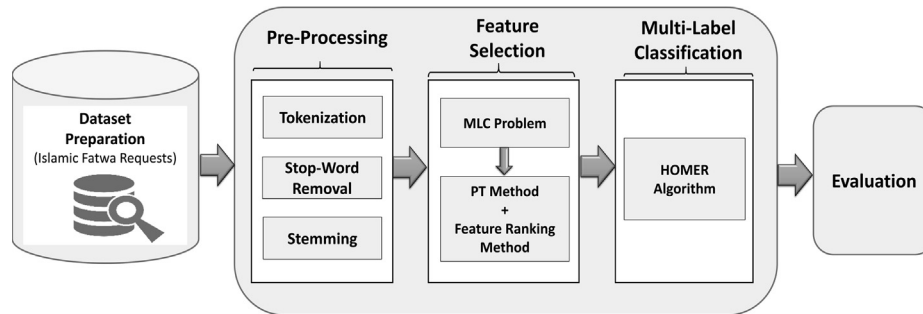 Dataset
Preparation
(Islamic Fatwa Requests)
Pre-Processing
Tokenization
Stop-Word
Removal
Stemming
Feature
Selection
MLC Problem
PT Method
+
Feature Ranking
Method
Multi-Label
Classification
HOMER
Algorithm
Evaluation